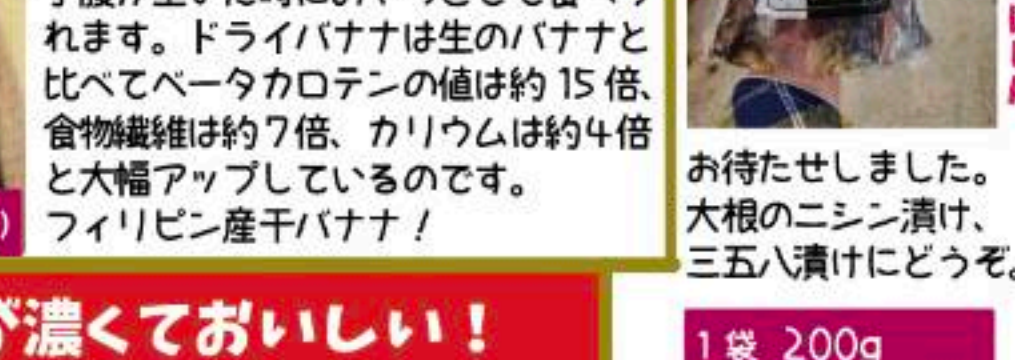 れます。ドライバナナは生のバナナと
比べてベータカロテンの値は約 15 倍、
食物繊維は約7倍、カリウムは約4倍
と大幅アップしているのです。
フィリピン産干バナナ！
が濃くておいしい！
お待たせしました。
大根のニシン漬け、
三五八漬けにどうぞ。
1 袋 200g